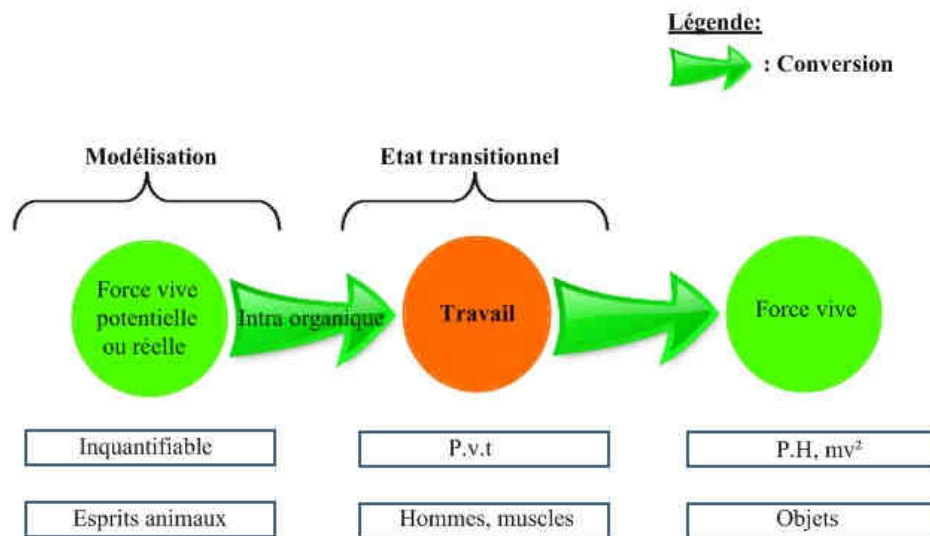 Légende:
: Conversion
Modélisation
Etat transitionnel
Force vive
potentielle
ou réelle
Intra organique
Travail
Force vive
Inquantifiable
P.v.t
P.H, mv²
Esprits animaux
Hommes, muscles
Objets